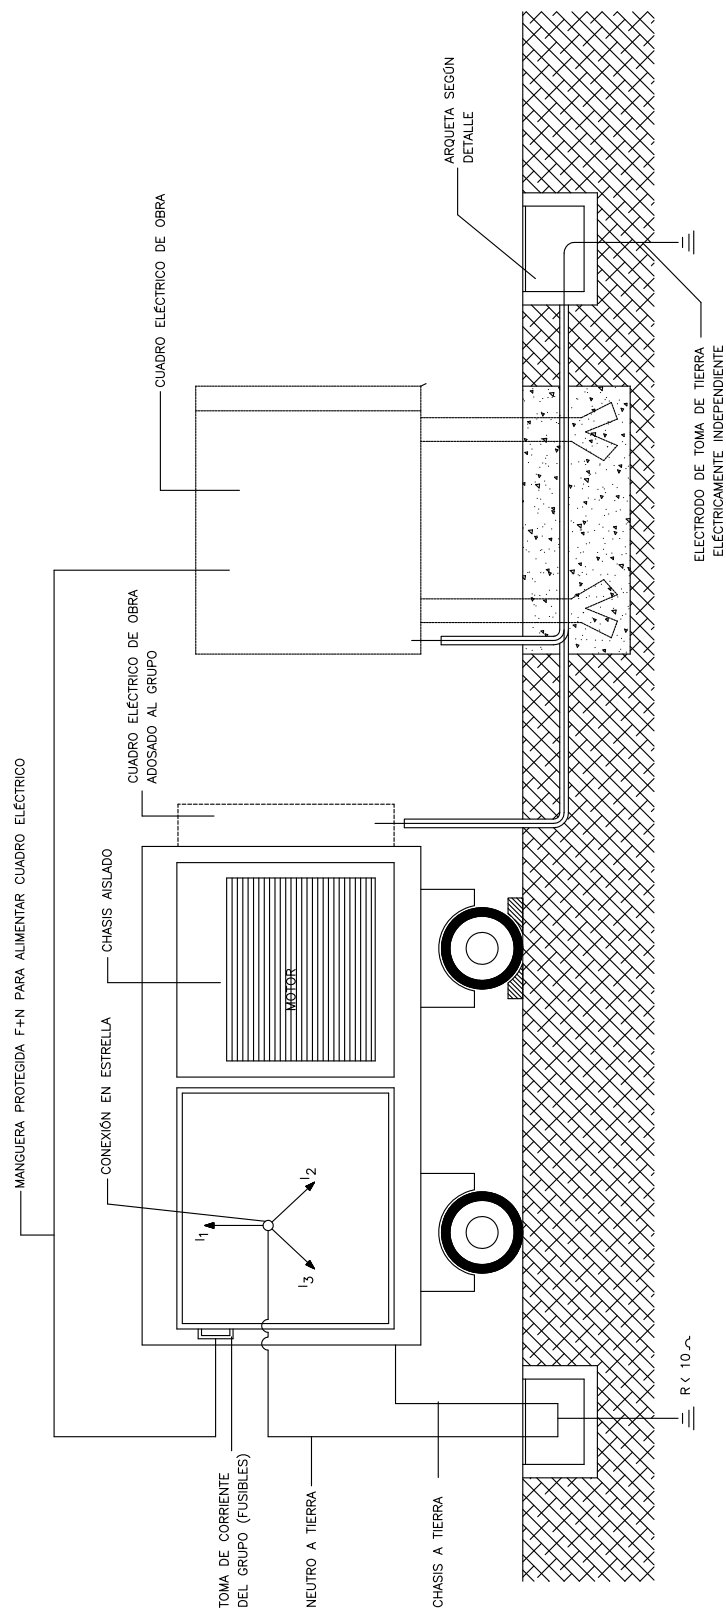 MANGUERA PROTEGIDA F+N PARA ALIMENTAR CUADRO ELÉCTRICO
CONEXIÓN EN ESTRELLA
CHASIS AISLADO
CUADRO ELÉCTRICO DE OBRA
ADOSADO AL GRUPO
CUADRO ELÉCTRICO DE OBRA
ARQUETA SEGÚN
DETALLE
MOTOR
I1
I2
I3
TOMA DE CORRIENTE
DEL GRUPO (FUSIBLES)
NEUTRO A TIERRA
CHASIS A TIERRA
R< 10
ELECTRODO DE TOMA DE TIERRA
ELÉCTRICAMENTE INDEPENDIENTE